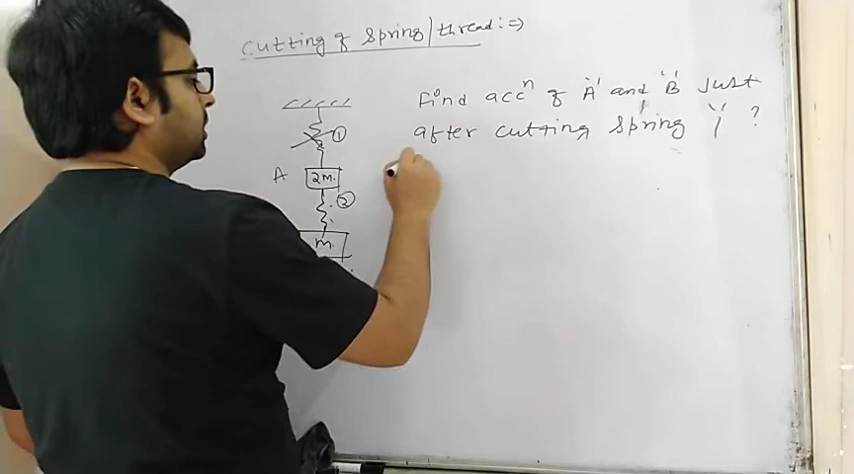 Cutting of Spring/thread:⇒
Find accⁿ of 'A' and 'B' Just
after cutting Spring '1' ?
①
A
2m.
②
m.